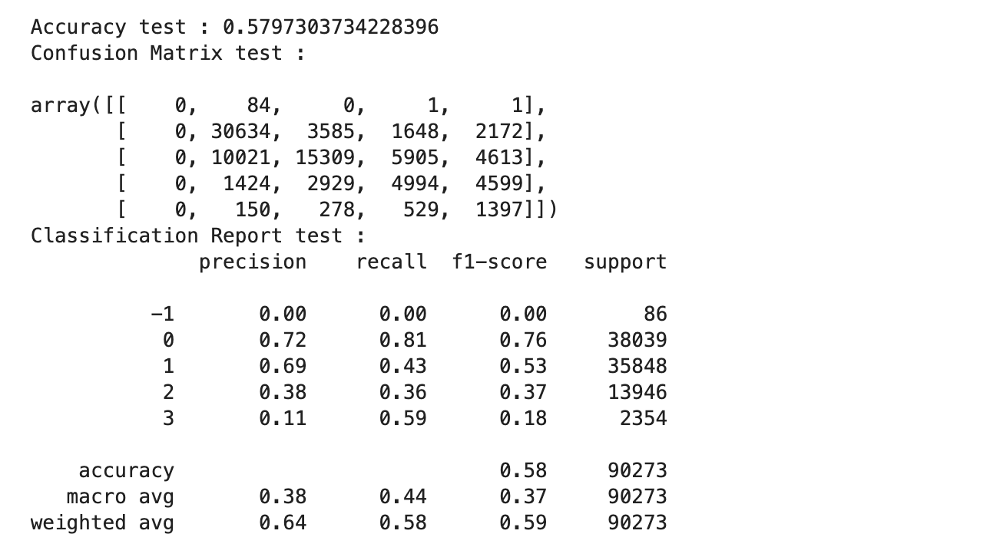 Accuracy test : 0.5797303734228396
Confusion Matrix test :
array([[    0,    84,     0,     1,     1],
       [    0, 30634,  3585,  1648,  2172],
       [    0, 10021, 15309,  5905,  4613],
       [    0,  1424,  2929,  4994,  4599],
       [    0,   150,   278,   529,  1397]])
Classification Report test :
              precision    recall  f1-score   support
          -1       0.00      0.00      0.00        86
           0       0.72      0.81      0.76     38039
           1       0.69      0.43      0.53     35848
           2       0.38      0.36      0.37     13946
           3       0.11      0.59      0.18      2354
    accuracy                           0.58     90273
   macro avg       0.38      0.44      0.37     90273
weighted avg       0.64      0.58      0.59     90273